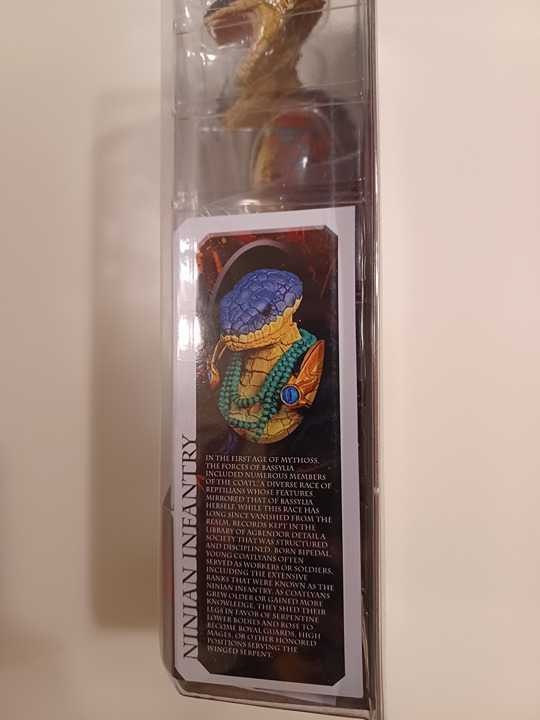 NINIAN INFANTRY
IN THE FIRST AGE OF MYTHOSS,
THE FORCES OF BASSYLIA
INCLUDED NUMEROUS MEMBERS
OF THE COATL, A DIVERSE RACE OF
REPTILIANS WHOSE FEATURES
MIRRORED THAT OF BASSYLIA
HERSELF. WHILE THIS RACE HAS
LONG SINCE VANISHED FROM THE
REALM, RECORDS KEPT IN THE
LIBRARY OF AGBENDOR DETAIL A
SOCIETY THAT WAS STRUCTURED
AND DISCIPLINED. BORN BIPEDAL,
YOUNG COATLYANS OFTEN
SERVED AS WORKERS OR SOLDIERS,
INCLUDING THE EXTENSIVE
RANKS THAT WERE KNOWN AS THE
NINIAN INFANTRY. AS COATLYANS
GREW OLDER OR GAINED MORE
KNOWLEDGE, THEY SHED THEIR
LEGS IN FAVOR OF SERPENTINE
LOWER BODIES AND ROSE TO
BECOME ROYAL GUARDS, HIGH
MAGES, OR OTHER HONORED
POSITIONS SERVING THE
WINGED SERPENT.